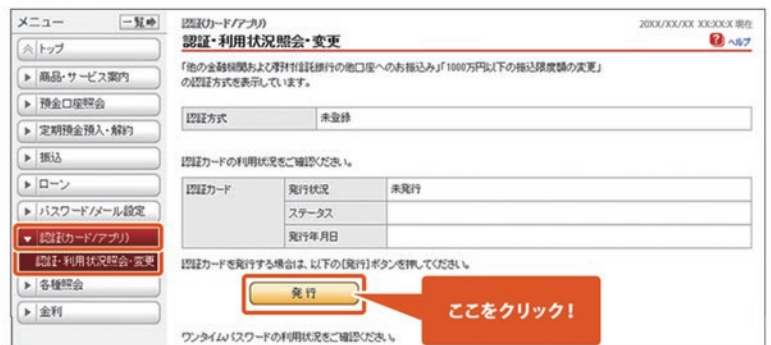 メニュー
一覧
トップ
商品・サービス案内
預金口座照会
定期預金預入・解約
振込
ローン
パスワード/メール設定
認証(カード/アプリ)
認証・利用状況照会・変更
各種照会
金利
認証(カード/アプリ)
20XX/XX/XX XX:XX:X 現在
認証・利用状況照会・変更
ヘルプ
「他の金融機関および野村信託銀行の他口座へのお振込み」「1000万円以下の振込限度額の変更」
の認証方式を表示しています。
認証方式 未登録
認証カードの利用状況をご確認ください。
認証カード 発行状況 未発行
ステータス
発行年月日
認証カードを発行する場合は、以下の[発行]ボタンを押してください。
発行
ここをクリック!
ワンタイムパスワードの利用状況をご確認ください。